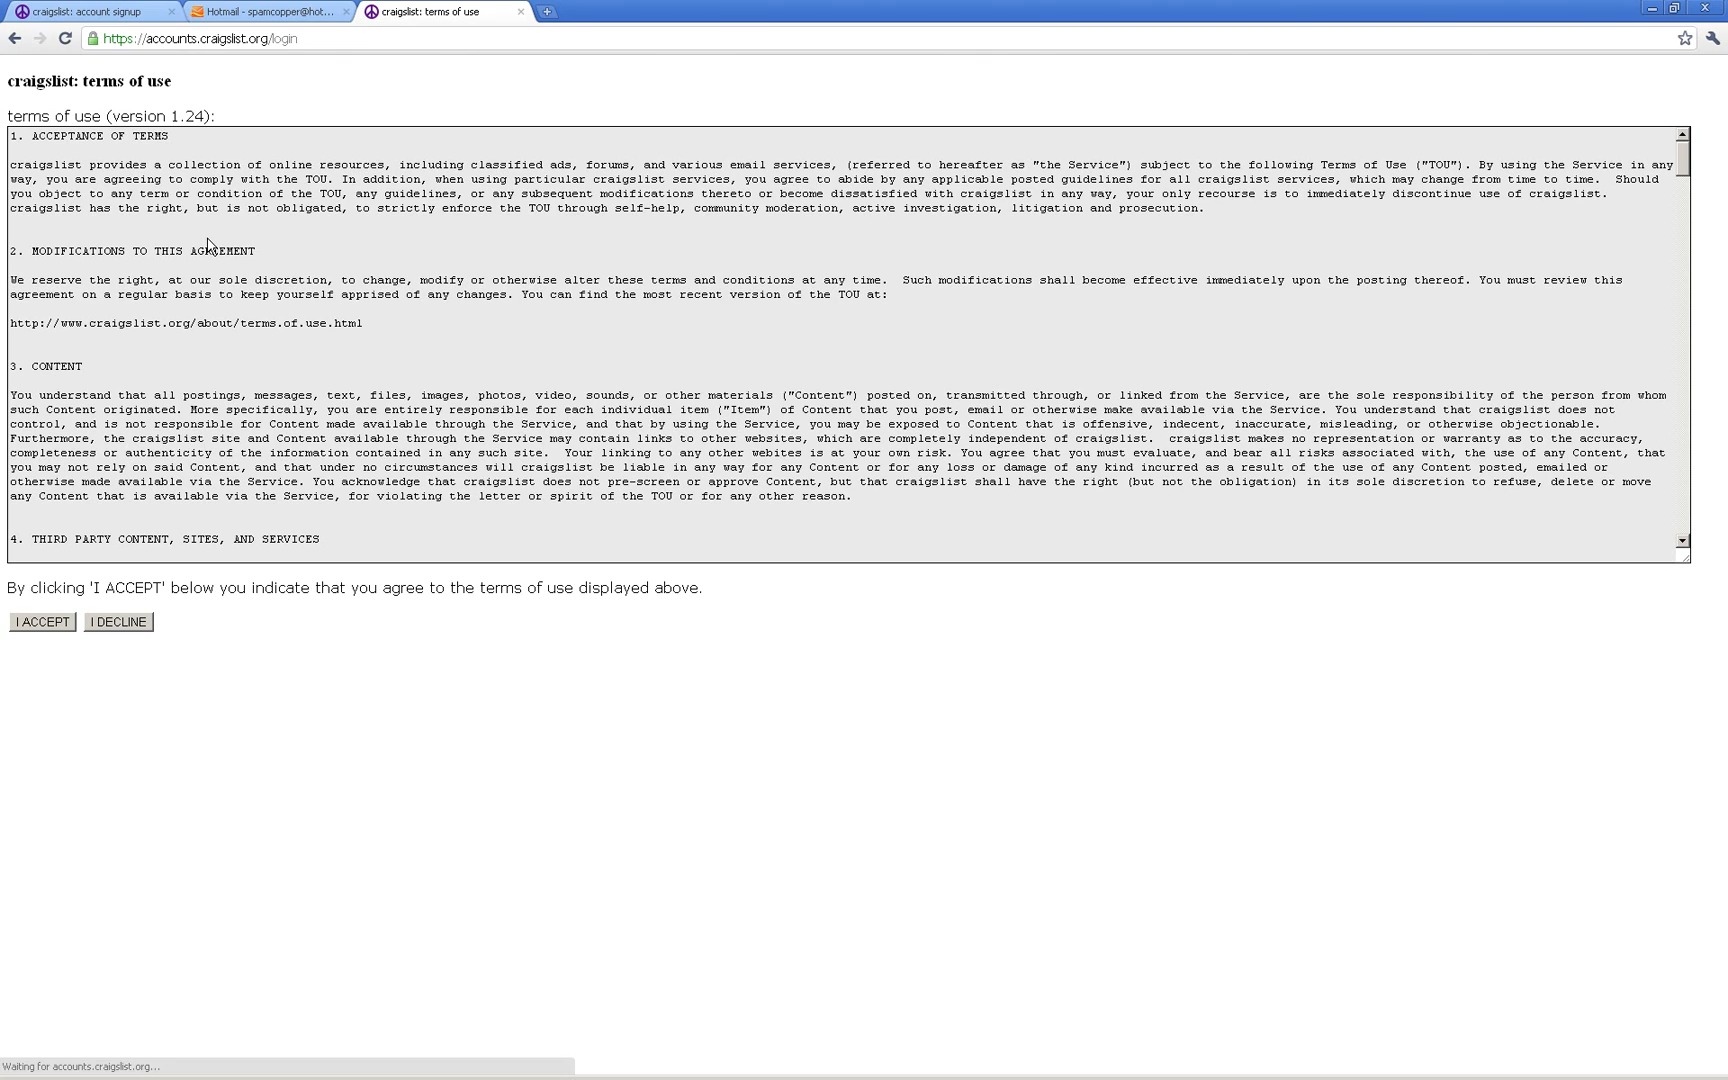 craigslist: account signup
Hotmail - spamcopper@hot...
craigslist: terms of use
https://accounts.craigslist.org/login
craigslist: terms of use
terms of use (version 1.24):
1. ACCEPTANCE OF TERMS
craigslist provides a collection of online resources, including classified ads, forums, and various email services, (referred to hereafter as "the Service") subject to the following Terms of Use ("TOU"). By using the Service in any
way, you are agreeing to comply with the TOU. In addition, when using particular craigslist services, you agree to abide by any applicable posted guidelines for all craigslist services, which may change from time to time.  Should
you object to any term or condition of the TOU, any guidelines, or any subsequent modifications thereto or become dissatisfied with craigslist in any way, your only recourse is to immediately discontinue use of craigslist.
craigslist has the right, but is not obligated, to strictly enforce the TOU through self-help, community moderation, active investigation, litigation and prosecution.
2. MODIFICATIONS TO THIS AGREEMENT
We reserve the right, at our sole discretion, to change, modify or otherwise alter these terms and conditions at any time.  Such modifications shall become effective immediately upon the posting thereof. You must review this
agreement on a regular basis to keep yourself apprised of any changes. You can find the most recent version of the TOU at:
http://www.craigslist.org/about/terms.of.use.html
3. CONTENT
You understand that all postings, messages, text, files, images, photos, video, sounds, or other materials ("Content") posted on, transmitted through, or linked from the Service, are the sole responsibility of the person from whom
such Content originated. More specifically, you are entirely responsible for each individual item ("Item") of Content that you post, email or otherwise make available via the Service. You understand that craigslist does not
control, and is not responsible for Content made available through the Service, and that by using the Service, you may be exposed to Content that is offensive, indecent, inaccurate, misleading, or otherwise objectionable.
Furthermore, the craigslist site and Content available through the Service may contain links to other websites, which are completely independent of craigslist.  craigslist makes no representation or warranty as to the accuracy,
completeness or authenticity of the information contained in any such site.  Your linking to any other webites is at your own risk. You agree that you must evaluate, and bear all risks associated with, the use of any Content, that
you may not rely on said Content, and that under no circumstances will craigslist be liable in any way for any Content or for any loss or damage of any kind incurred as a result of the use of any Content posted, emailed or
otherwise made available via the Service. You acknowledge that craigslist does not pre-screen or approve Content, but that craigslist shall have the right (but not the obligation) in its sole discretion to refuse, delete or move
any Content that is available via the Service, for violating the letter or spirit of the TOU or for any other reason.
4. THIRD PARTY CONTENT, SITES, AND SERVICES
By clicking 'I ACCEPT' below you indicate that you agree to the terms of use displayed above.
I ACCEPT
I DECLINE
Waiting for accounts.craigslist.org...